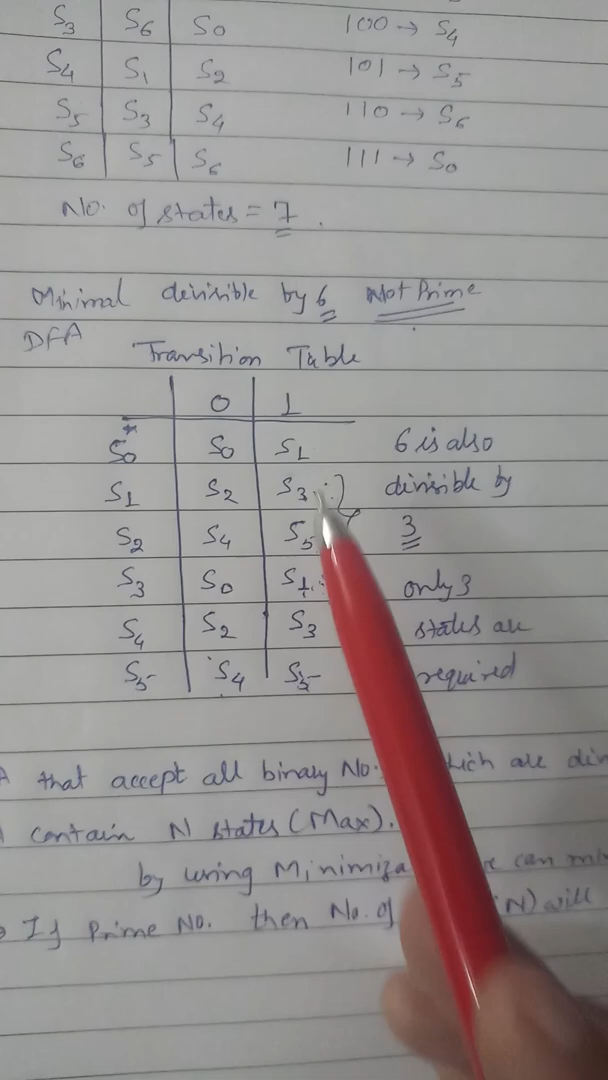 S3 S6 S0 100 → S4
S4 S1 S2 101 → S5
S5 S3 S4 110 → S6
S6 S5 S6 111 → S0
No. of states = 7.
Minimal divisible by 6 Not Prime
DFA Transition Table
0 1
S0* S0 S1 6 is also
S1 S2 S3 divisible by
S2 S4 S5 3
S3 S0 S1 only 3
S4 S2 S3 states are
S5 S4 S5 required
that accept all binary No. which are
contain N states (Max).
by using can
If Prime No. then No. of N) will